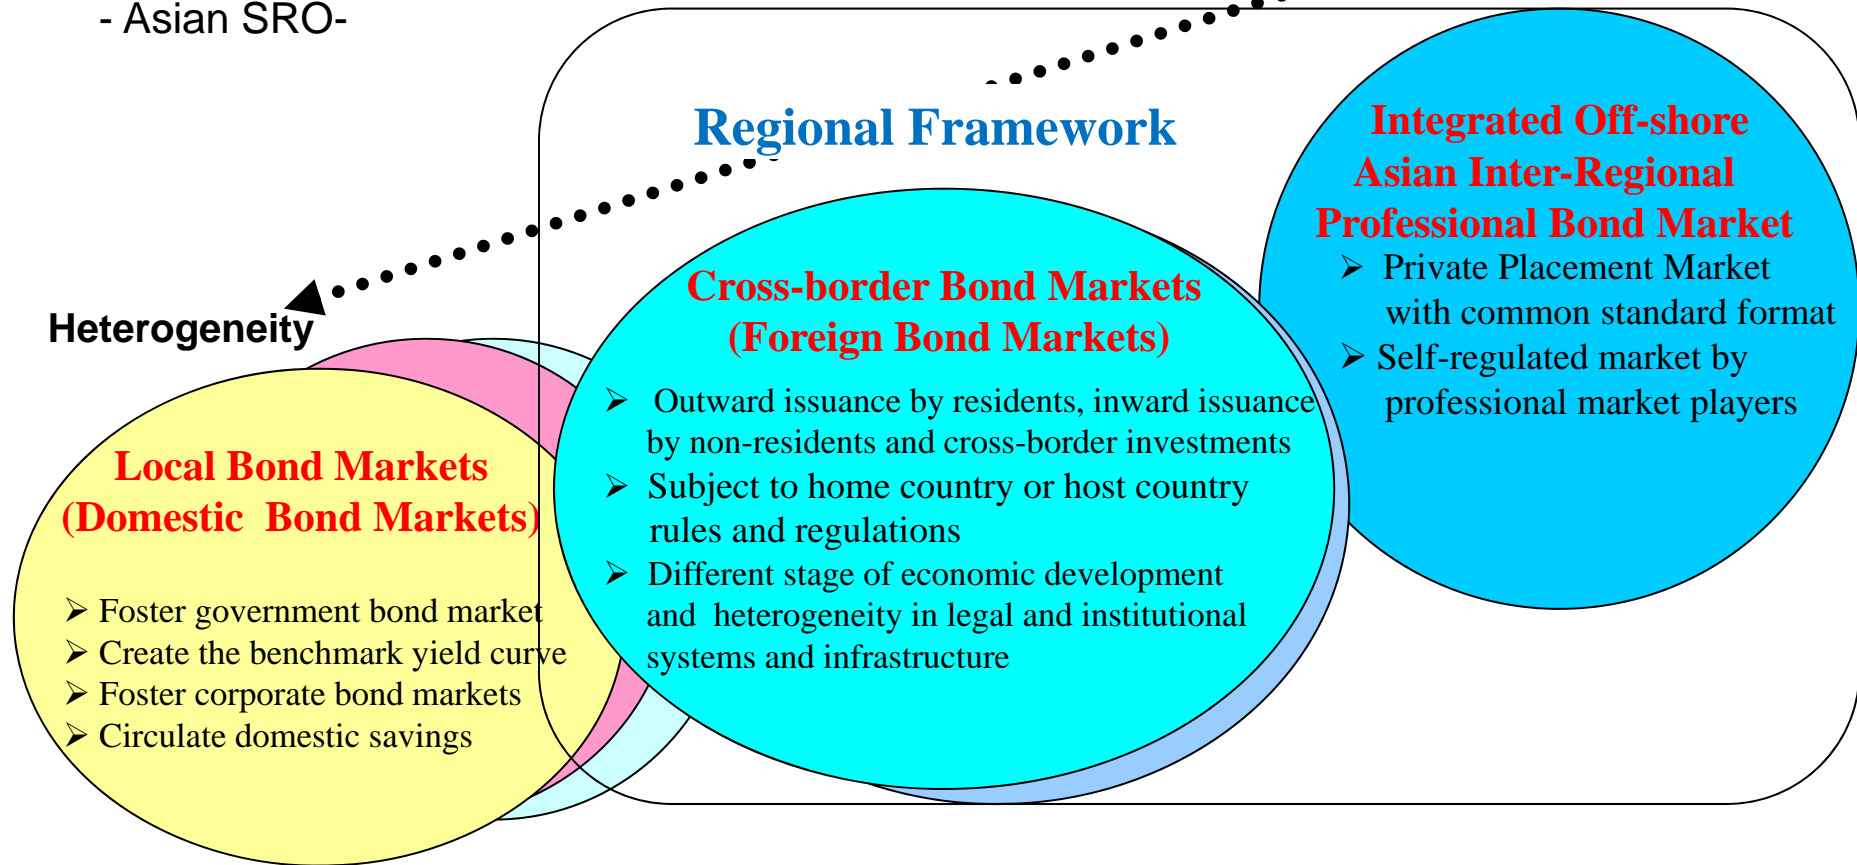 - Asian SRO-
Regional Framework
Heterogeneity
Local Bond Markets
(Domestic Bond Markets)
➢ Foster government bond market
➢ Create the benchmark yield curve
➢ Foster corporate bond markets
➢ Circulate domestic savings
Cross-border Bond Markets
(Foreign Bond Markets)
➢ Outward issuance by residents, inward issuance
by non-residents and cross-border investments
➢ Subject to home country or host country
rules and regulations
➢ Different stage of economic development
and heterogeneity in legal and institutional
systems and infrastructure
Integrated Off-shore
Asian Inter-Regional
Professional Bond Market
➢ Private Placement Market
with common standard format
➢ Self-regulated market by
professional market players